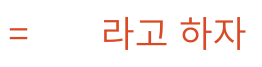 = 라고 하자